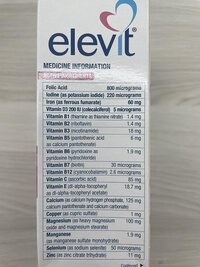 elevit
MEDICINE INFORMATION
ACTIVE INGREDIENTS
Folic Acid 800 micrograms
Iodine (as potassium iodide) 220 micrograms
Iron (as ferrous fumarate) 60 mg
Vitamin D3 200 IU (colecalciferol) 5 micrograms
Vitamin B1 (thiamine as thiamine nitrate) 1.4 mg
Vitamin B2 (riboflavin) 1.4 mg
Vitamin B3 (nicotinamide) 18 mg
Vitamin B5 (pantothenic acid 6 mg
as calcium pantothenate)
Vitamin B6 (pyridoxine as 1.9 mg
pyridoxine hydrochloride)
Vitamin B7 (biotin) 30 micrograms
Vitamin B12 (cyanocobalamin) 2.6 micrograms
Vitamin C (ascorbic acid) 85 mg
Vitamin E (dl-alpha-tocopherol) 18.7 mg
as dl-alpha tocopheryl acetate)
Calcium (as calcium hydrogen phosphate, 125 mg
calcium pantothenate and calcium carbonate)
Copper (as cupric sulfate) 1 mg
Magnesium (as heavy magnesium 100 mg
oxide and magnesium stearate)
Manganese 1.9 mg
(as manganese sulfate monohydrate)
Selenium (as sodium selenate) 50 micrograms
Zinc (as zinc citrate trihydrate) 11 mg